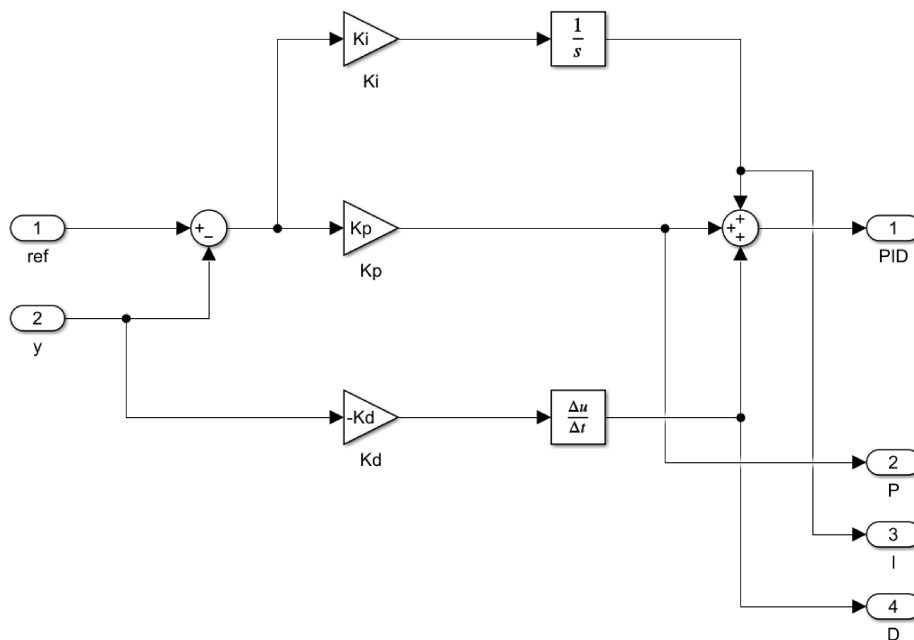 Ki
1
s
Ki
1
ref
+
−
Kp
Kp
+
+
+
1
PID
2
y
-Kd
Kd
Δu
Δt
2
P
3
I
4
D